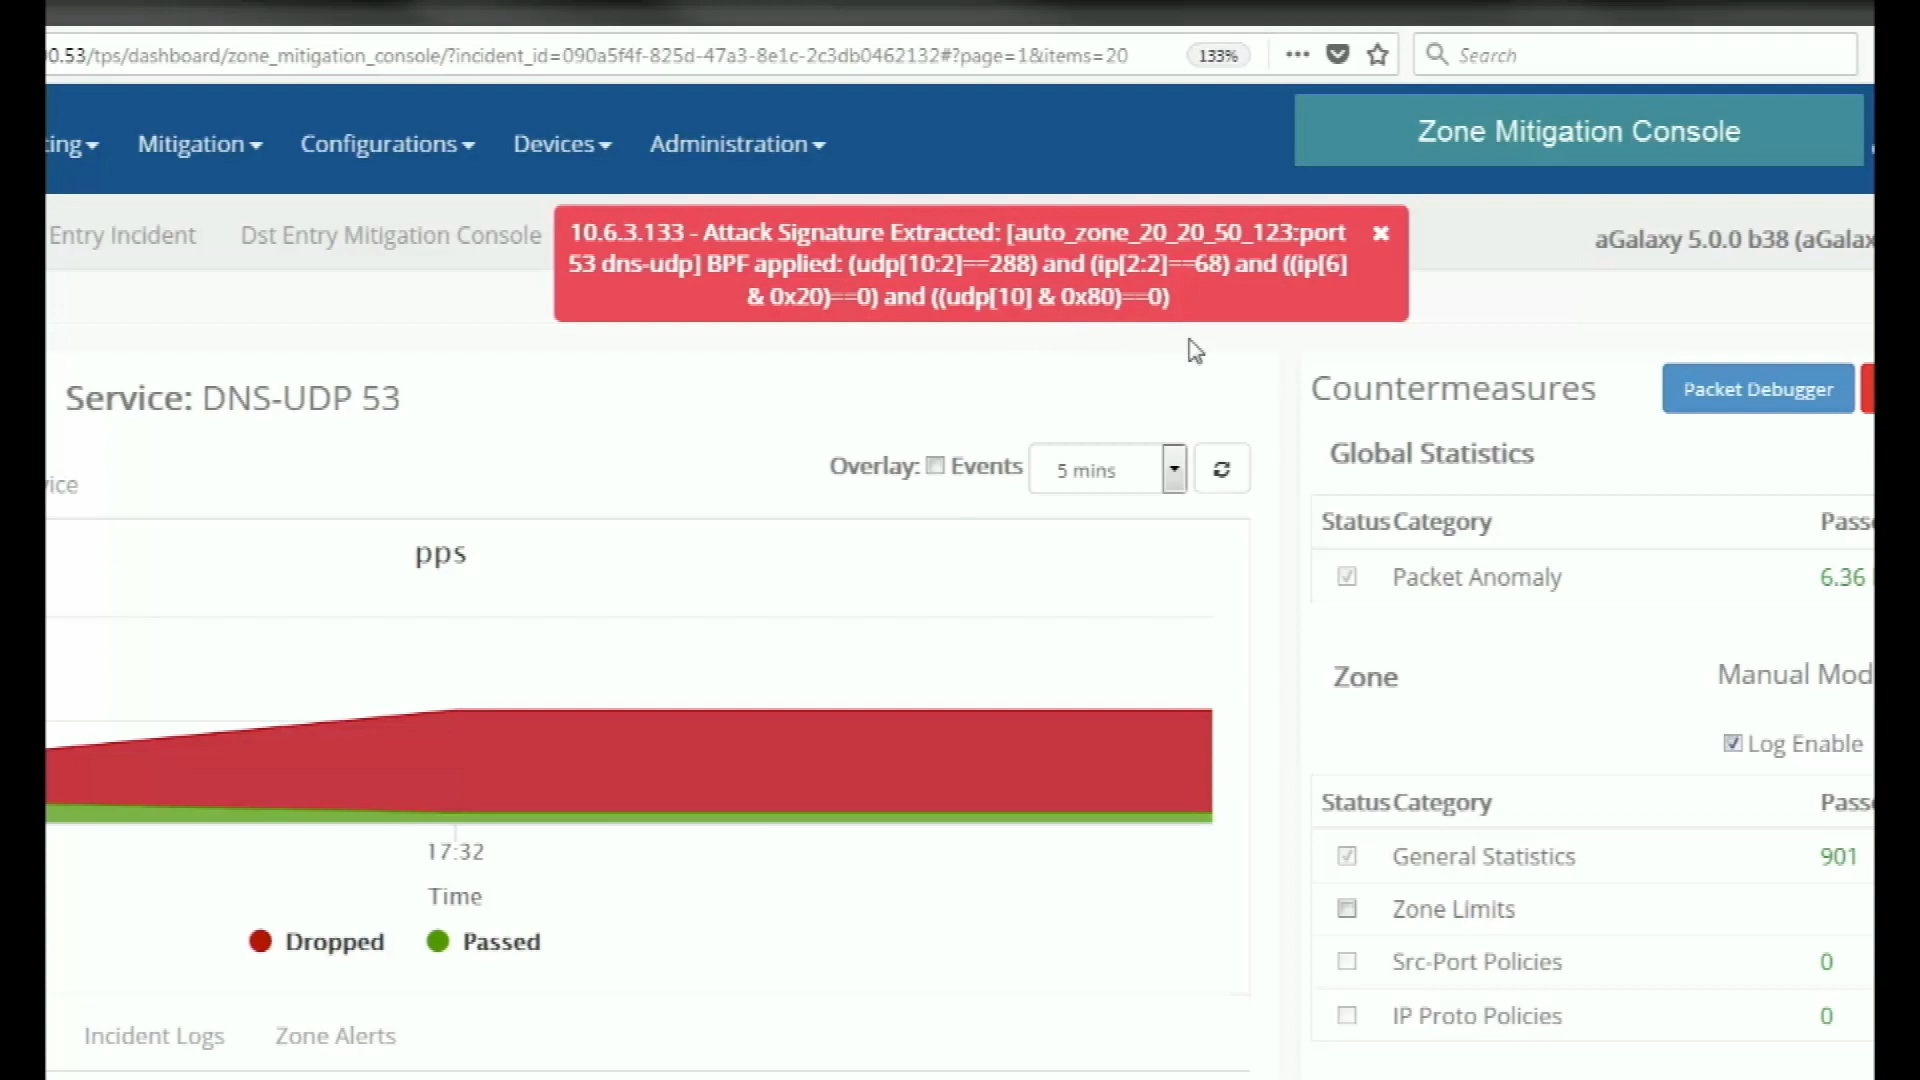 0.53/tps/dashboard/zone_mitigation_console/?incident_id=090a5f4f-825d-47a3-8e1c-2c3db0462132#?page=1&items=20
133%
Search
ing
Mitigation
Configurations
Devices
Administration
Zone Mitigation Console
Entry Incident
Dst Entry Mitigation Console
10.6.3.133 - Attack Signature Extracted: [auto_zone_20_20_50_123:port
53 dns-udp] BPF applied: (udp[10:2]==288) and (ip[2:2]==68) and ((ip[6]
& 0x20)==0) and ((udp[10] & 0x80)==0)
aGalaxy 5.0.0 b38 (aGalax
Service: DNS-UDP 53
Countermeasures
Packet Debugger
Global Statistics
Overlay: Events
5 mins
vice
Status Category Passe
pps
Packet Anomaly 6.36
Zone
Manual Mod
Log Enable
Status Category Passe
17:32
General Statistics 901
Time
Zone Limits
Dropped Passed
Src-Port Policies 0
IP Proto Policies 0
Incident Logs
Zone Alerts